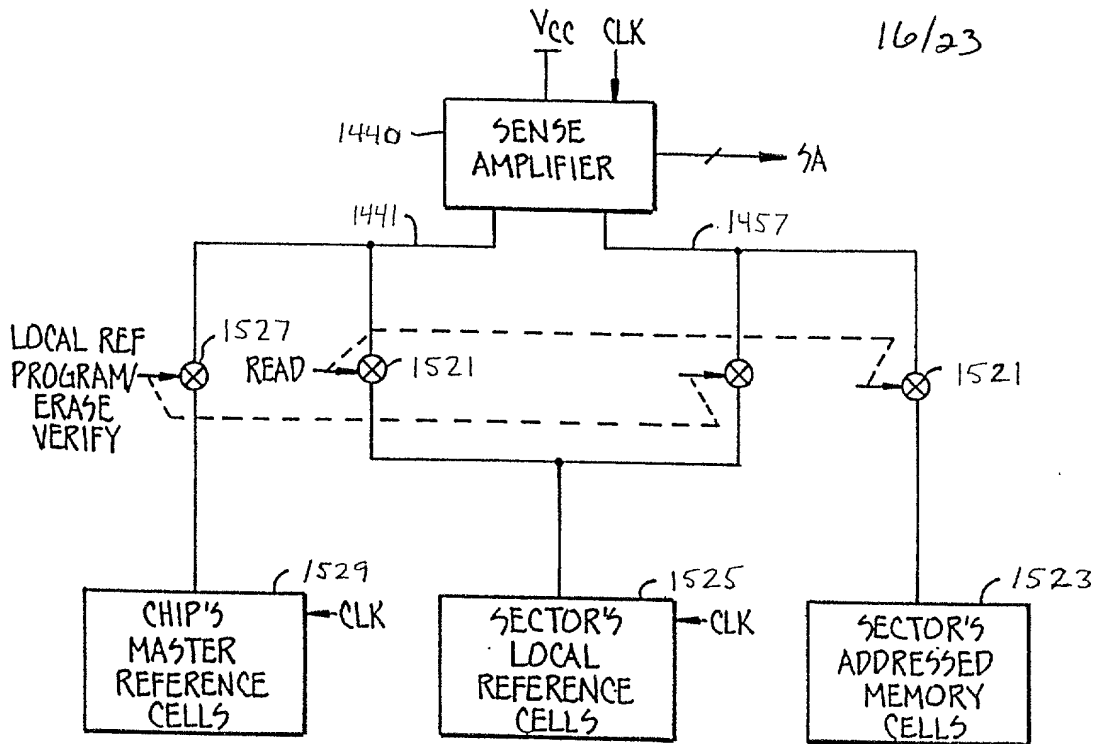 16/23
VCC CLK
1440
SENSE
AMPLIFIER
SA
1441
1457
LOCAL REF
PROGRAM/
ERASE
VERIFY
1527
READ
1521
1521
1529
CHIP'S
MASTER
REFERENCE
CELLS
CLK
1525
SECTOR'S
LOCAL
REFERENCE
CELLS
CLK
1523
SECTOR'S
ADDRESSED
MEMORY
CELLS